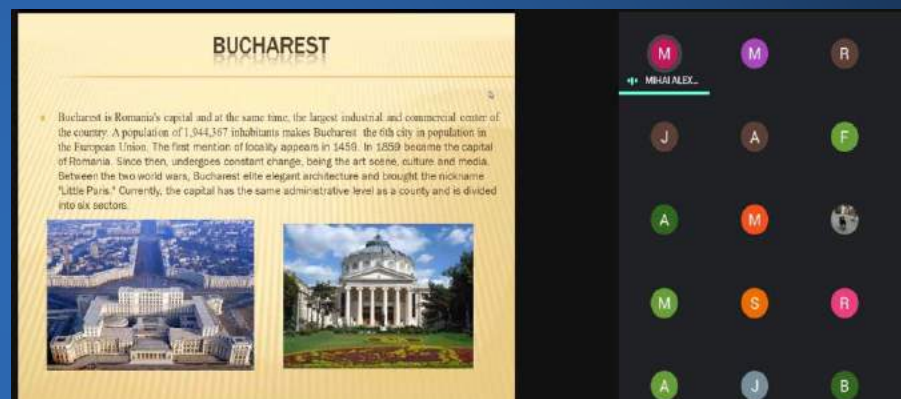 BUCHAREST
Bucharest is Romania's capital and at the same time, the largest industrial and commercial center of
the country. A population of 1,944,367 inhabitants makes Bucharest the 6th city in population in
the European Union. The first mention of locality appears in 1459. In 1859 became the capital
of Romania. Since then, undergoes constant change, being the art scene, culture and media.
Between the two world wars, Bucharest elite elegant architecture and brought the nickname
"Little Paris." Currently, the capital has the same administrative level as a county and is divided
into six sectors.
M M R
MIHAI ALEX...
J A F
A M
M S R
A J B